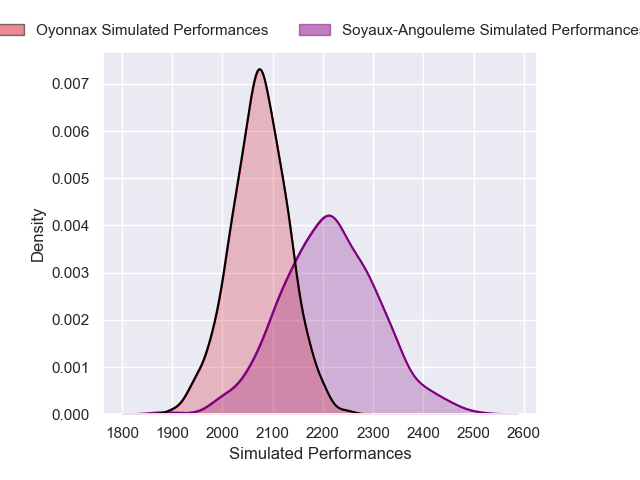 Oyonnax Simulated Performances Soyaux-Angouleme Simulated Performances
0.007
0.006
0.005
0.004
0.003
0.002
0.001
0.000
Density
1800 1900 2000 2100 2200 2300 2400 2500 2600
Simulated Performances